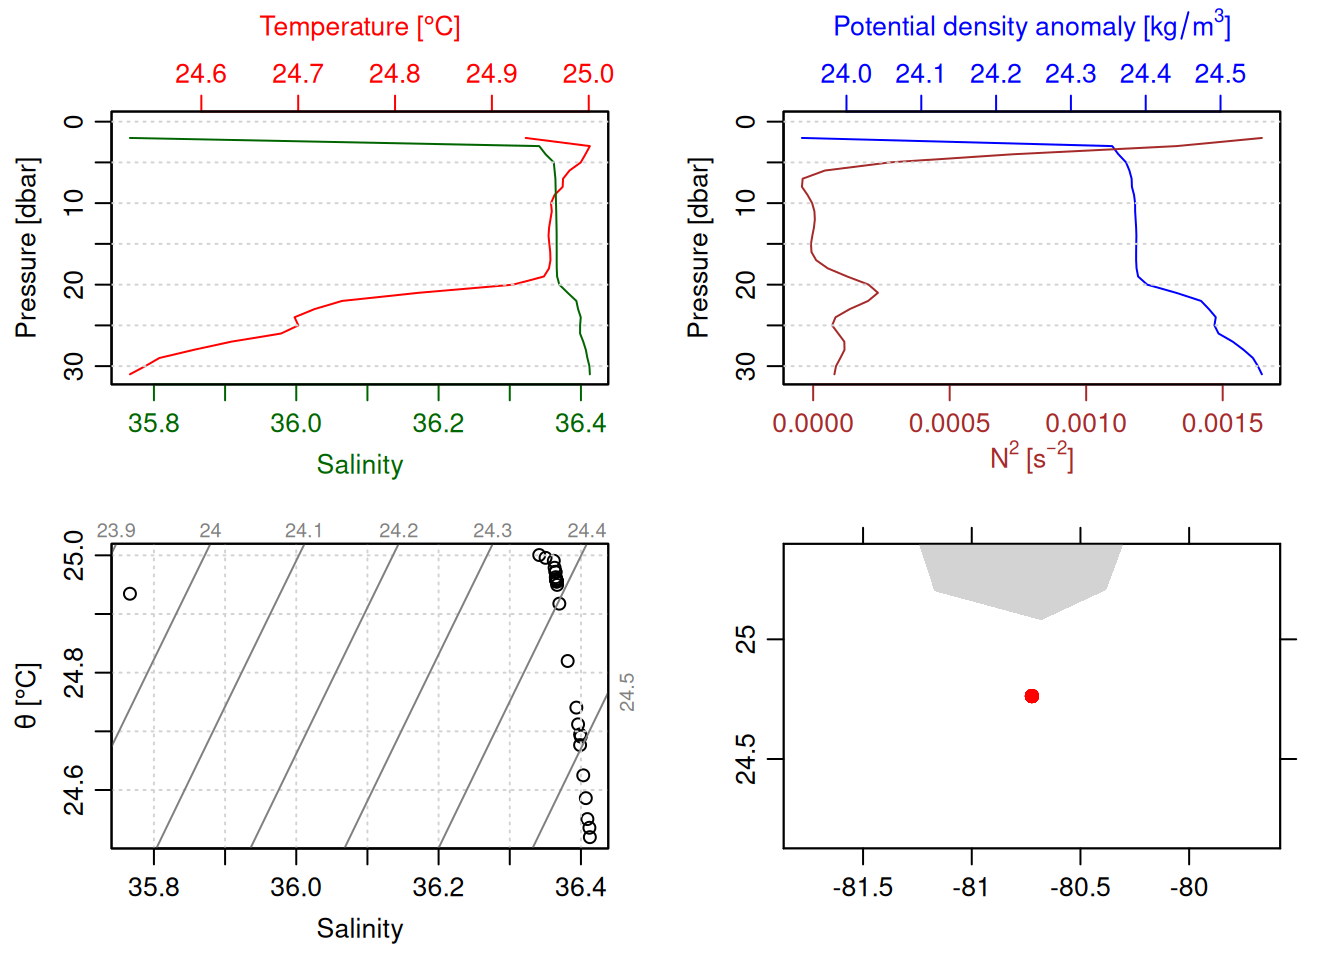 Temperature [°C]
24.6 24.7 24.8 24.9 25.0
0
10
20
30
Pressure [dbar]
35.8 36.0 36.2 36.4
Salinity
Potential density anomaly [kg/m³]
24.0 24.1 24.2 24.3 24.4 24.5
0
10
20
30
Pressure [dbar]
0.0000 0.0005 0.0010 0.0015
N² [s⁻²]
23.9 24 24.1 24.2 24.3 24.4
24.5
25.0
24.8
24.6
θ [°C]
35.8 36.0 36.2 36.4
Salinity
25
24.5
-81.5 -81 -80.5 -80